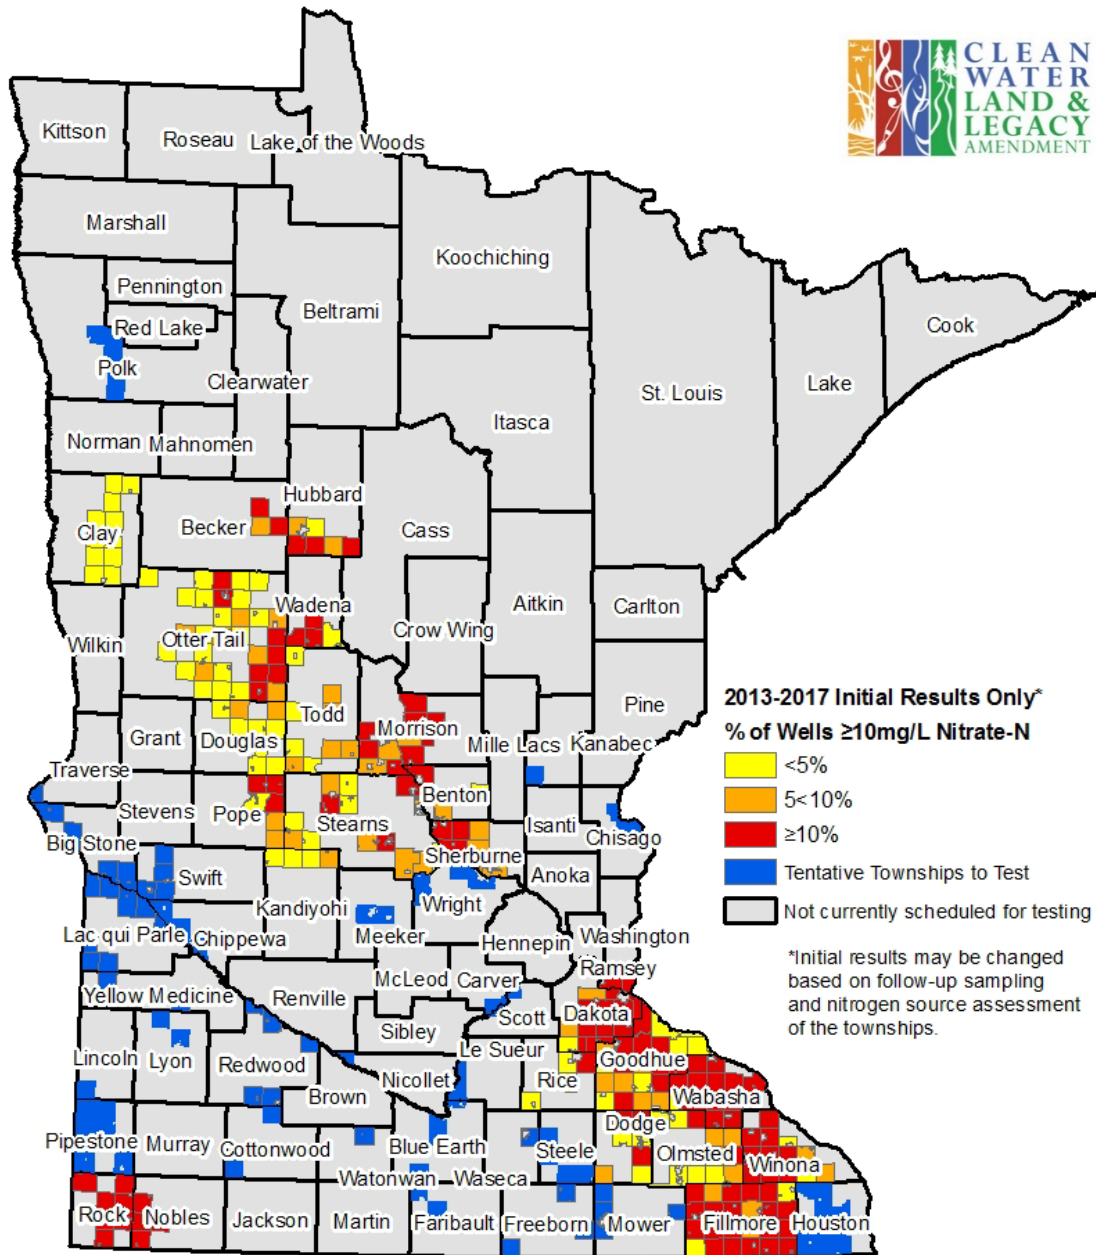 CLEAN
WATER
LAND &
LEGACY
AMENDMENT
Kittson
Roseau
Lake of the Woods
Marshall
Koochiching
Pennington
Beltrami
Red Lake
Cook
Polk
Clearwater
Lake
St. Louis
Itasca
Norman
Mahnomen
Hubbard
Clay
Becker
Cass
Aitkin
Carlton
Wadena
Crow Wing
Otter Tail
Wilkin
Pine
2013-2017 Initial Results Only*
% of Wells ≥10mg/L Nitrate-N
<5%
5<10%
≥10%
Tentative Townships to Test
Not currently scheduled for testing
*Initial results may be changed
based on follow-up sampling
and nitrogen source assessment
of the townships.
Todd
Morrison
Grant
Douglas
Mille Lacs
Kanabec
Traverse
Benton
Stevens
Pope
Stearns
Isanti
Chisago
Big Stone
Sherburne
Swift
Anoka
Kandiyohi
Wright
Lac qui Parle
Chippewa
Meeker
Hennepin
Washington
Ramsey
McLeod
Carver
Yellow Medicine
Renville
Scott
Dakota
Sibley
Le Sueur
Lincoln
Lyon
Redwood
Goodhue
Nicollet
Rice
Brown
Wabasha
Dodge
Pipestone
Murray
Cottonwood
Blue Earth
Steele
Olmsted
Winona
Watonwan
Waseca
Rock
Nobles
Jackson
Martin
Faribault
Freeborn
Mower
Fillmore
Houston